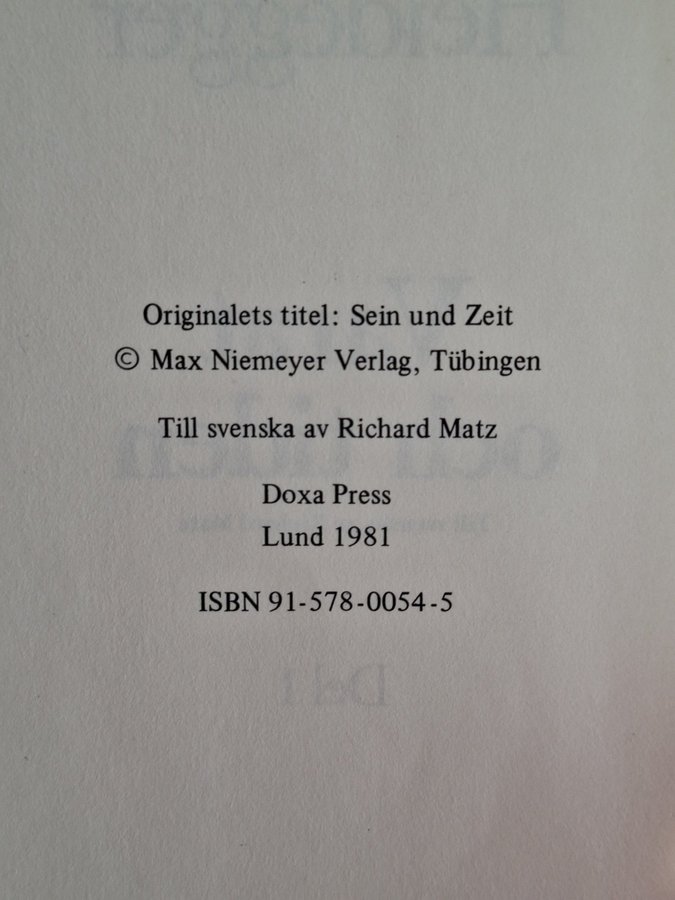 Originalets titel: Sein und Zeit
© Max Niemeyer Verlag, Tübingen
Till svenska av Richard Matz
Doxa Press
Lund 1981
ISBN 91-578-0054-5